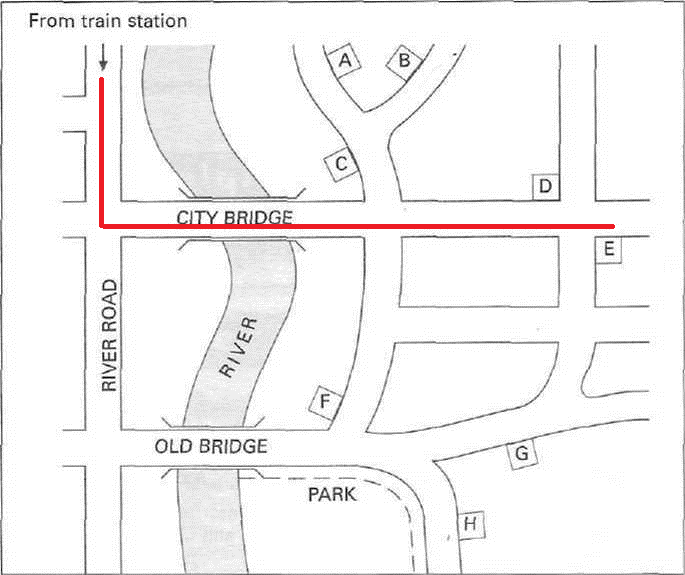 From train station
A
B
C
D
CITY BRIDGE
E
RIVER ROAD
RIVER
F
OLD BRIDGE
G
PARK
H